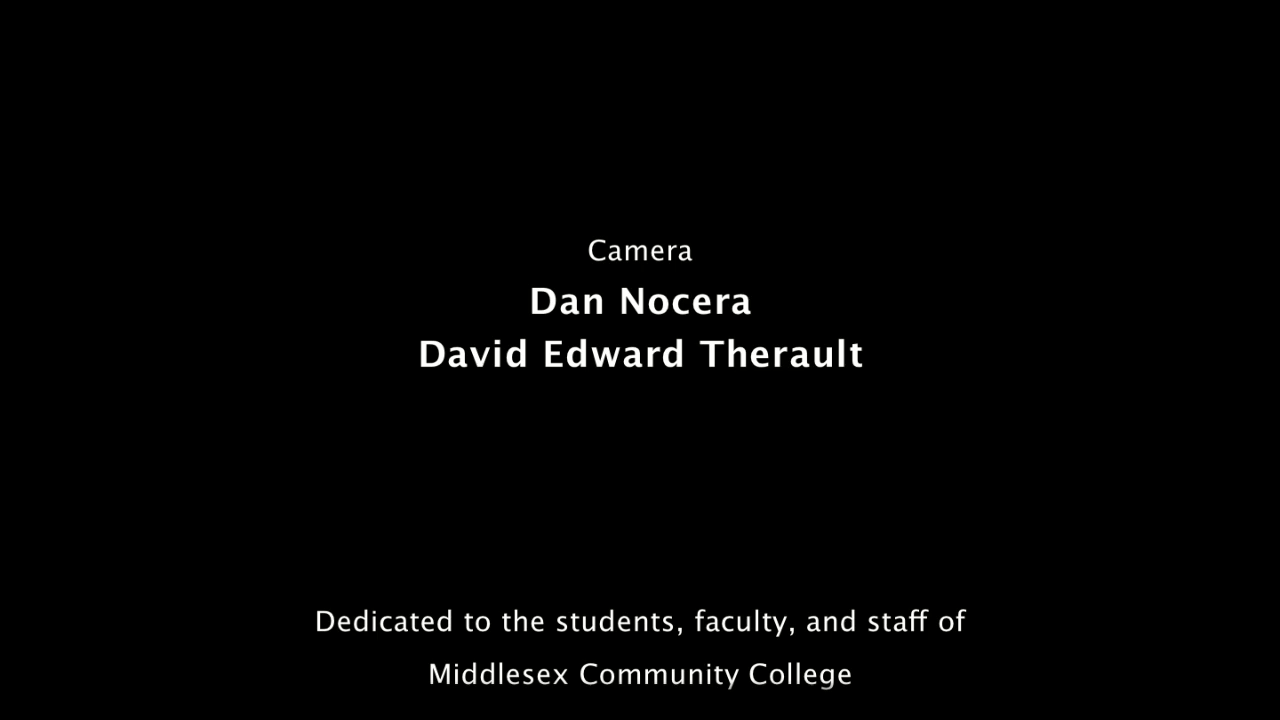 Camera
Dan Nocera
David Edward Therault
Dedicated to the students, faculty, and staff of
Middlesex Community College